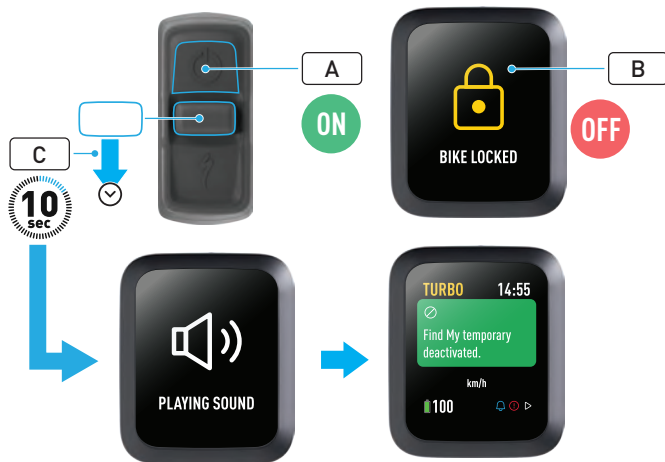 A
ON
B
OFF
BIKE LOCKED
C
10
sec
PLAYING SOUND
TURBO 14:55
Find My temporary
deactivated.
km/h
100